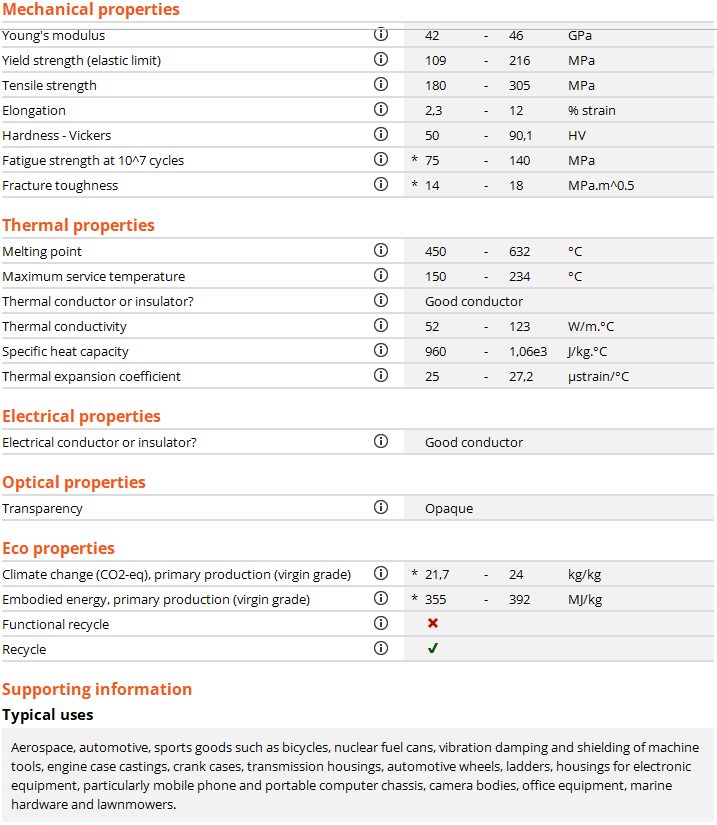 Mechanical properties
Young's modulus 42 - 46 GPa
Yield strength (elastic limit) 109 - 216 MPa
Tensile strength 180 - 305 MPa
Elongation 2,3 - 12 % strain
Hardness - Vickers 50 - 90,1 HV
Fatigue strength at 10^7 cycles * 75 - 140 MPa
Fracture toughness * 14 - 18 MPa.m^0.5
Thermal properties
Melting point 450 - 632 °C
Maximum service temperature 150 - 234 °C
Thermal conductor or insulator? Good conductor
Thermal conductivity 52 - 123 W/m.°C
Specific heat capacity 960 - 1,06e3 J/kg.°C
Thermal expansion coefficient 25 - 27,2 µstrain/°C
Electrical properties
Electrical conductor or insulator? Good conductor
Optical properties
Transparency Opaque
Eco properties
Climate change (CO2-eq), primary production (virgin grade) * 21,7 - 24 kg/kg
Embodied energy, primary production (virgin grade) * 355 - 392 MJ/kg
Functional recycle
Recycle
Supporting information
Typical uses
Aerospace, automotive, sports goods such as bicycles, nuclear fuel cans, vibration damping and shielding of machine
tools, engine case castings, crank cases, transmission housings, automotive wheels, ladders, housings for electronic
equipment, particularly mobile phone and portable computer chassis, camera bodies, office equipment, marine
hardware and lawnmowers.